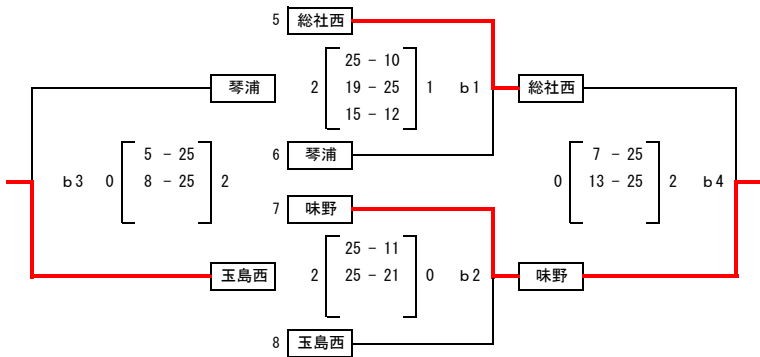 5 総社西
25 - 10
琴浦 2 19 - 25 1 b1 総社西
15 - 12
6 琴浦
5 - 25 7 - 25
b3 0 8 - 25 2 0 13 - 25 2 b4
7 味野
25 - 11
玉島西 2 25 - 21 0 b2 味野
8 玉島西